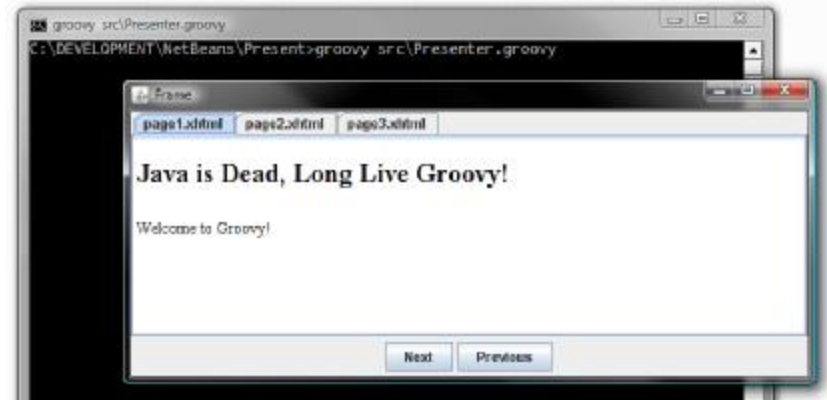 groovy src\Presenter.groovy
C:\DEVELOPMENT\NetBeans\Present>groovy src\Presenter.groovy
Frame
page1.xhtml page2.xhtml page3.xhtml
Java is Dead, Long Live Groovy!
Welcome to Groovy!
Next Previous